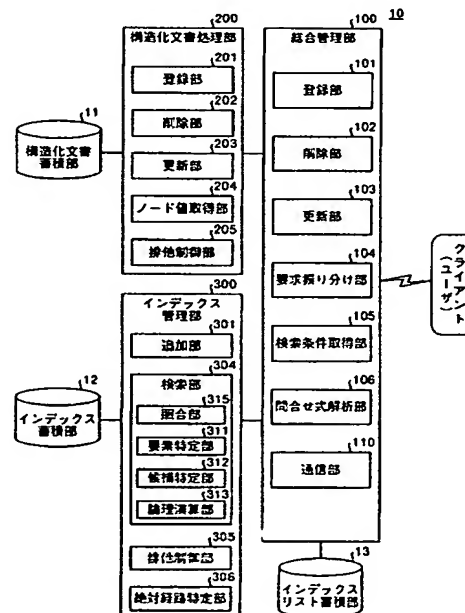 10
200
構造化文書処理部
201
登録部
202
削除部
203
更新部
204
ノード値取得部
205
排他制御部
11
構造化文書
蓄積部
100
総合管理部
101
登録部
102
削除部
103
更新部
104
要求振り分け部
105
検索条件取得部
106
問合せ式解析部
110
通信部
クライアント
(ユーザ)
300
インデックス
管理部
301
追加部
304
検索部
315
照合部
311
要素特定部
312
候補特定部
313
論理演算部
305
排他制御部
306
絶対経路特定部
12
インデックス
蓄積部
13
インデックス
リスト蓄積部